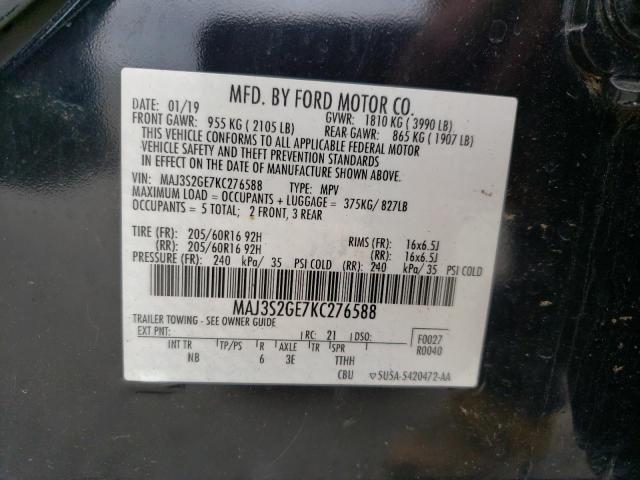 MFD. BY FORD MOTOR CO.
DATE: 01/19 GVWR: 1810 KG ( 3990 LB)
FRONT GAWR: 955 KG ( 2105 LB) REAR GAWR: 865 KG ( 1907 LB)
THIS VEHICLE CONFORMS TO ALL APPLICABLE FEDERAL MOTOR
VEHICLE SAFETY AND THEFT PREVENTION STANDARDS
IN EFFECT ON THE DATE OF MANUFACTURE SHOWN ABOVE.
VIN: MAJ3S2GE7KC276588 TYPE: MPV
MAXIMUM LOAD = OCCUPANTS + LUGGAGE = 375KG/ 827LB
OCCUPANTS = 5 TOTAL; 2 FRONT, 3 REAR
TIRE (FR): 205/60R16 92H RIMS (FR): 16x6.5J
(RR): 205/60R16 92H (RR): 16x6.5J
PRESSURE (FR): 240 kPa/ 35 PSI COLD (RR): 240 kPa/ 35 PSI COLD
MAJ3S2GE7KC276588
TRAILER TOWING - SEE OWNER GUIDE
EXT PNT: RC: 21 DSO: F0027
R0040
INT TR TP/PS R AXLE TR SPR
NB 6 3E TTHH
CBU 5U5A-5420472-AA